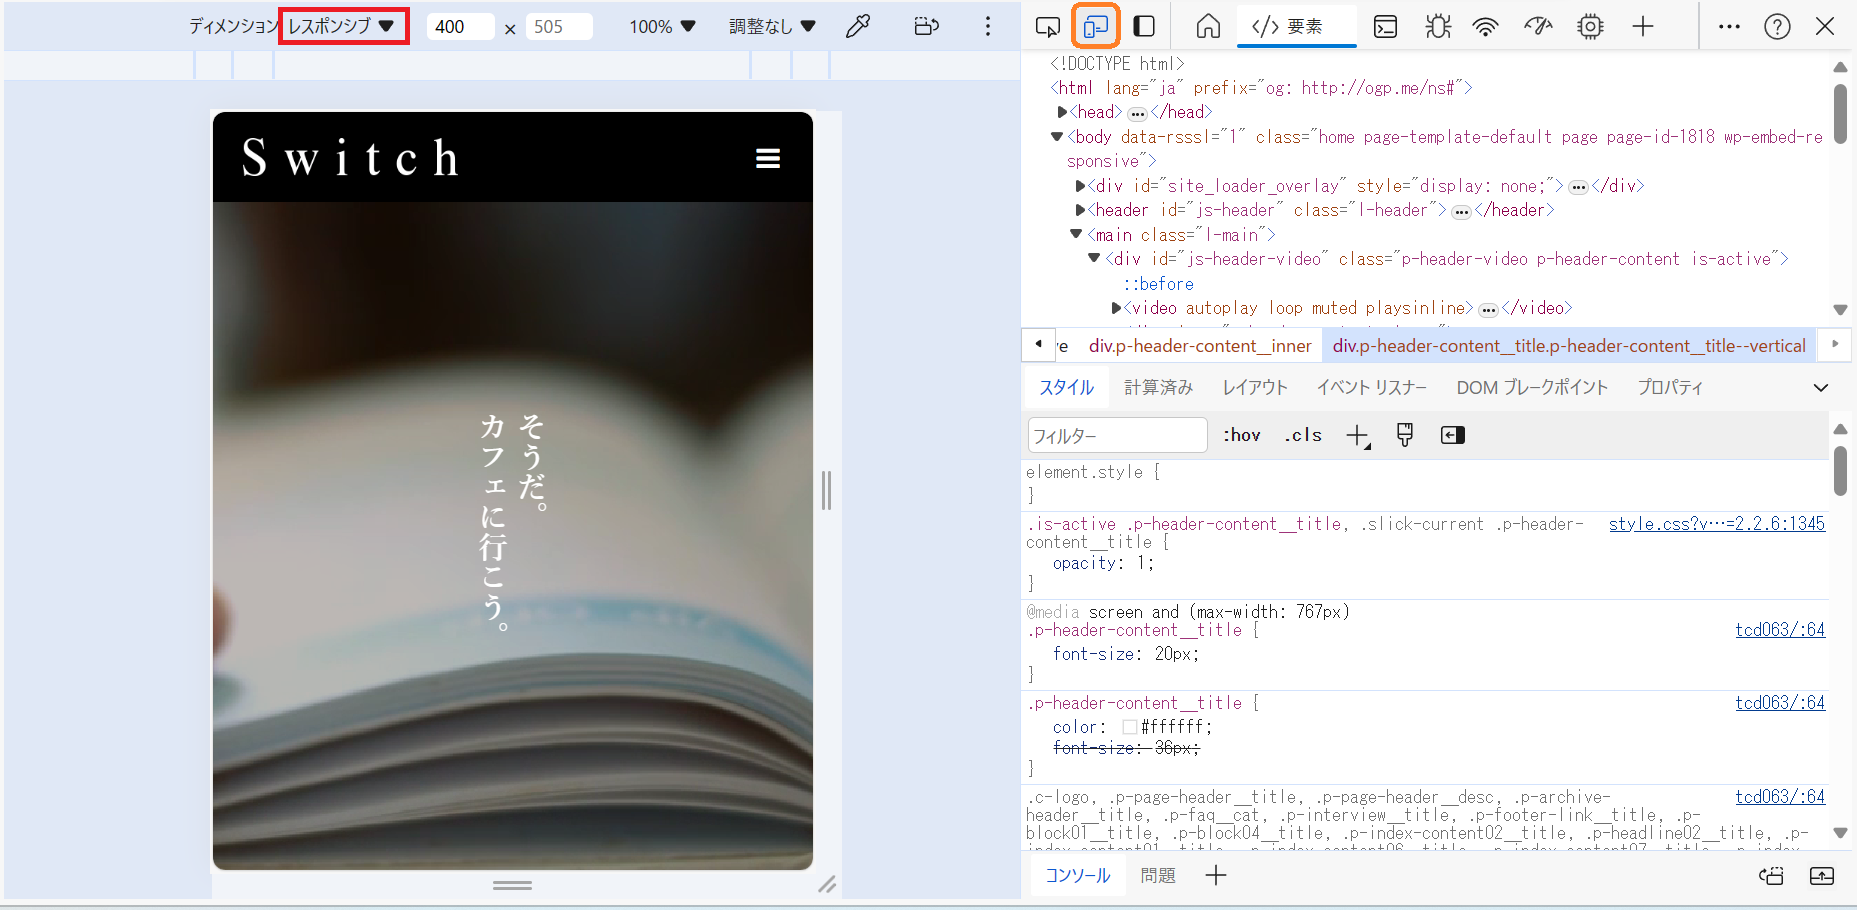 ディメンション レスポンシブ ▼ 400 × 505 100% ▼ 調整なし ▼
Switch
そうだ。
カフェに行こう。
</> 要素
<!DOCTYPE html>
<html lang="ja" prefix="og: http://ogp.me/ns#">
▶<head>…</head>
▼<body data-rsssl="1" class="home page-template-default page page-id-1818 wp-embed-re
sponsive">
▶<div id="site_loader_overlay" style="display: none;">…</div>
▶<header id="js-header" class="l-header">…</header>
▼<main class="l-main">
▼<div id="js-header-video" class="p-header-video p-header-content is-active">
::before
▶<video autoplay loop muted playsinline>…</video>
ve div.p-header-content__inner div.p-header-content__title.p-header-content__title--vertical
スタイル 計算済み レイアウト イベント リスナー DOM ブレークポイント プロパティ
フィルター :hov .cls
element.style {
}
.is-active .p-header-content__title, .slick-current .p-header- style.css?v…=2.2.6:1345
content__title {
opacity: 1;
}
@media screen and (max-width: 767px)
.p-header-content__title { tcd063/:64
font-size: 20px;
}
.p-header-content__title { tcd063/:64
color: #ffffff;
font-size: 36px;
}
.c-logo, .p-page-header__title, .p-page-header__desc, .p-archive- tcd063/:64
header__title, .p-faq__cat, .p-interview__title, .p-footer-link__title, .p-
block01__title, .p-block04__title, .p-index-content02__title, .p-headline02__title, .p-
index-content01__title, .p-index-content06__title, .p-index-content07__title, .p-index-
コンソール 問題